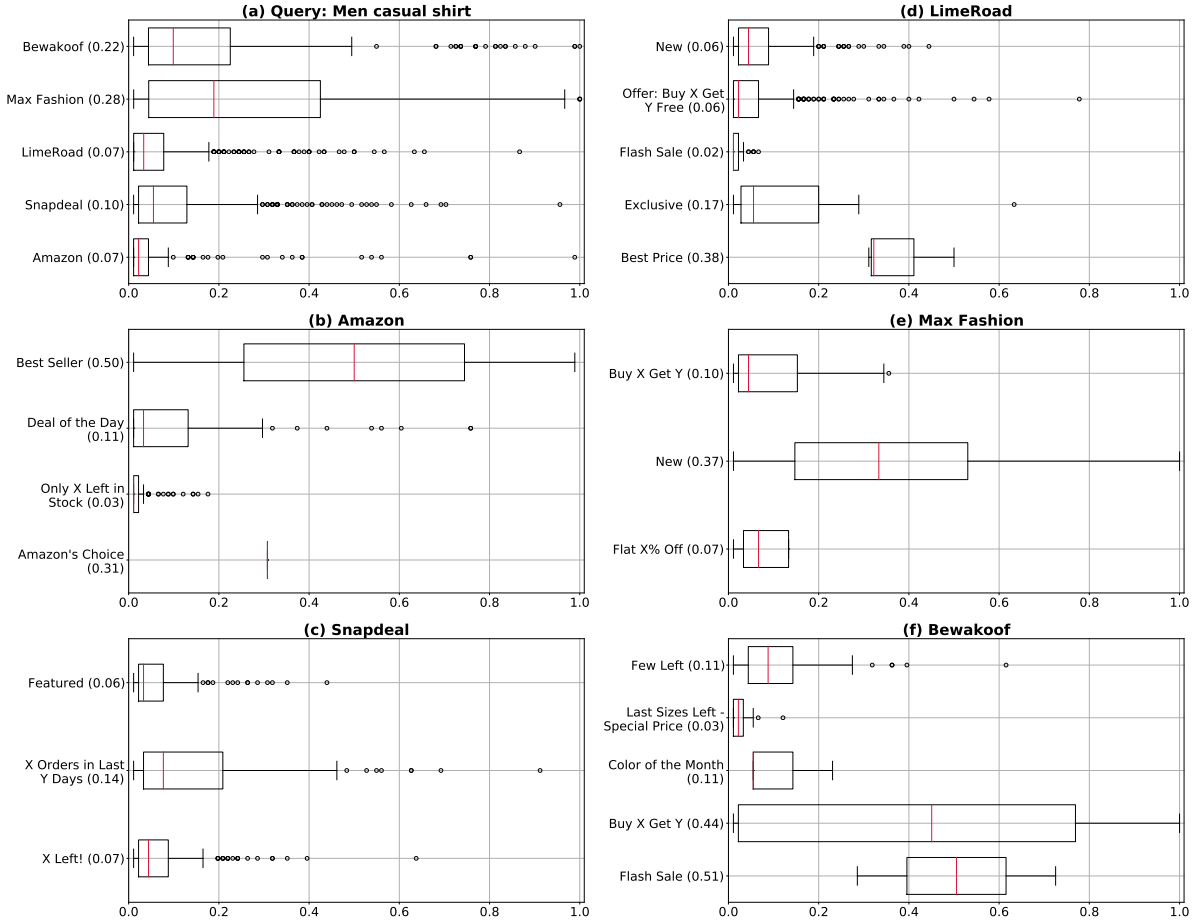 (a) Query: Men casual shirt
Bewakoof (0.22)
Max Fashion (0.28)
LimeRoad (0.07)
Snapdeal (0.10)
Amazon (0.07)
0.0 0.2 0.4 0.6 0.8 1.0
(b) Amazon
Best Seller (0.50)
Deal of the Day
(0.11)
Only X Left in
Stock (0.03)
Amazon's Choice
(0.31)
0.0 0.2 0.4 0.6 0.8 1.0
(c) Snapdeal
Featured (0.06)
X Orders in Last
Y Days (0.14)
X Left! (0.07)
0.0 0.2 0.4 0.6 0.8 1.0
(d) LimeRoad
New (0.06)
Offer: Buy X Get
Y Free (0.06)
Flash Sale (0.02)
Exclusive (0.17)
Best Price (0.38)
0.0 0.2 0.4 0.6 0.8 1.0
(e) Max Fashion
Buy X Get Y (0.10)
New (0.37)
Flat X% Off (0.07)
0.0 0.2 0.4 0.6 0.8 1.0
(f) Bewakoof
Few Left (0.11)
Last Sizes Left -
Special Price (0.03)
Color of the Month
(0.11)
Buy X Get Y (0.44)
Flash Sale (0.51)
0.0 0.2 0.4 0.6 0.8 1.0